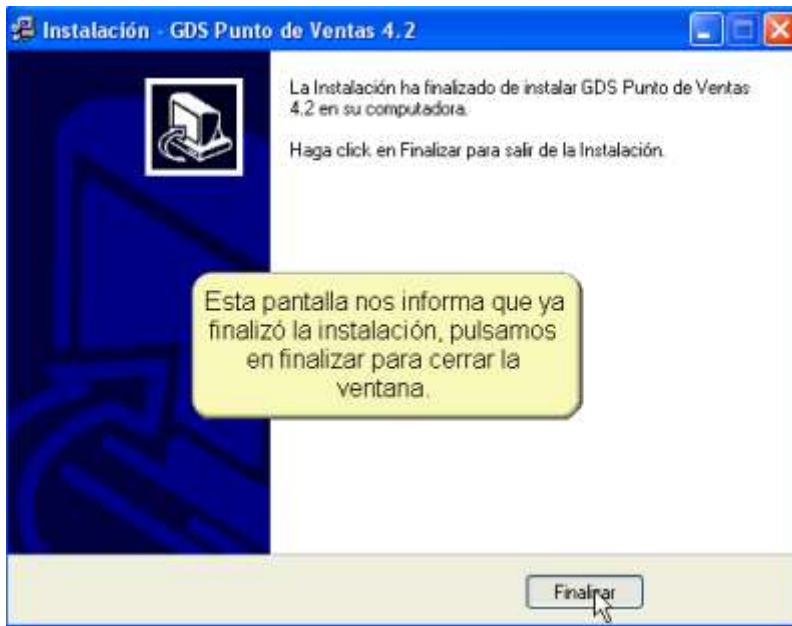 Instalación - GDS Punto de Ventas 4.2
La Instalación ha finalizado de instalar GDS Punto de Ventas
4.2 en su computadora.
Haga click en Finalizar para salir de la Instalación.
Esta pantalla nos informa que ya
finalizó la instalación, pulsamos
en finalizar para cerrar la
ventana.
Finalizar